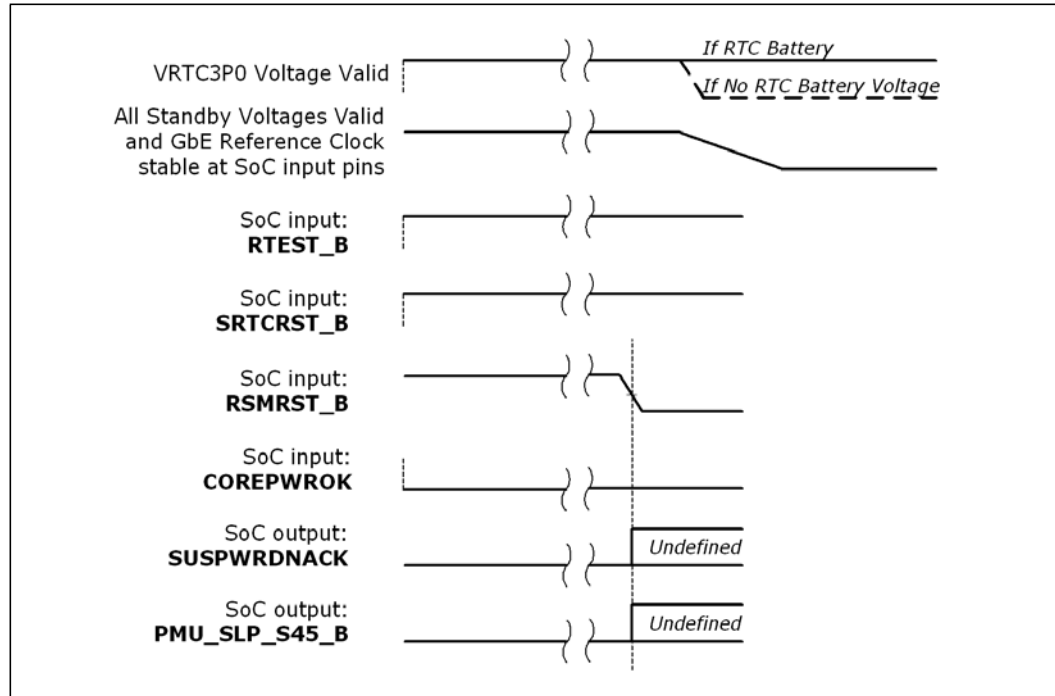 If RTC Battery
VRTC3P0 Voltage Valid
If No RTC Battery Voltage
All Standby Voltages Valid
and GbE Reference Clock
stable at SoC input pins
SoC input:
RTEST_B
SoC input:
SRTCRST_B
SoC input:
RSMRST_B
SoC input:
COREPWROK
SoC output:
SUSPWRDNACK
Undefined
SoC output:
PMU_SLP_S45_B
Undefined